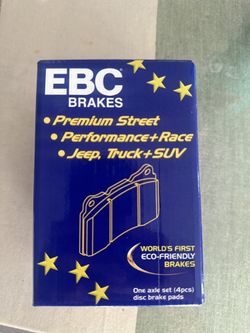 EBC
BRAKES
• Premium Street
• Performance+Race
• Jeep, Truck+SUV
WORLD'S FIRST
ECO-FRIENDLY
BRAKES
One axle set (4pcs)
disc brake pads